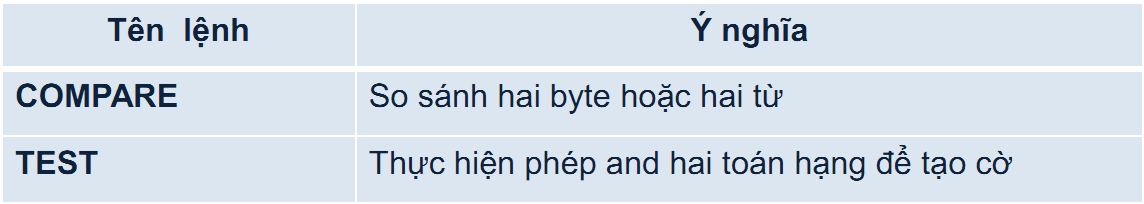 Tên lệnh
Ý nghĩa
COMPARE
So sánh hai byte hoặc hai từ
TEST
Thực hiện phép and hai toán hạng để tạo cờ